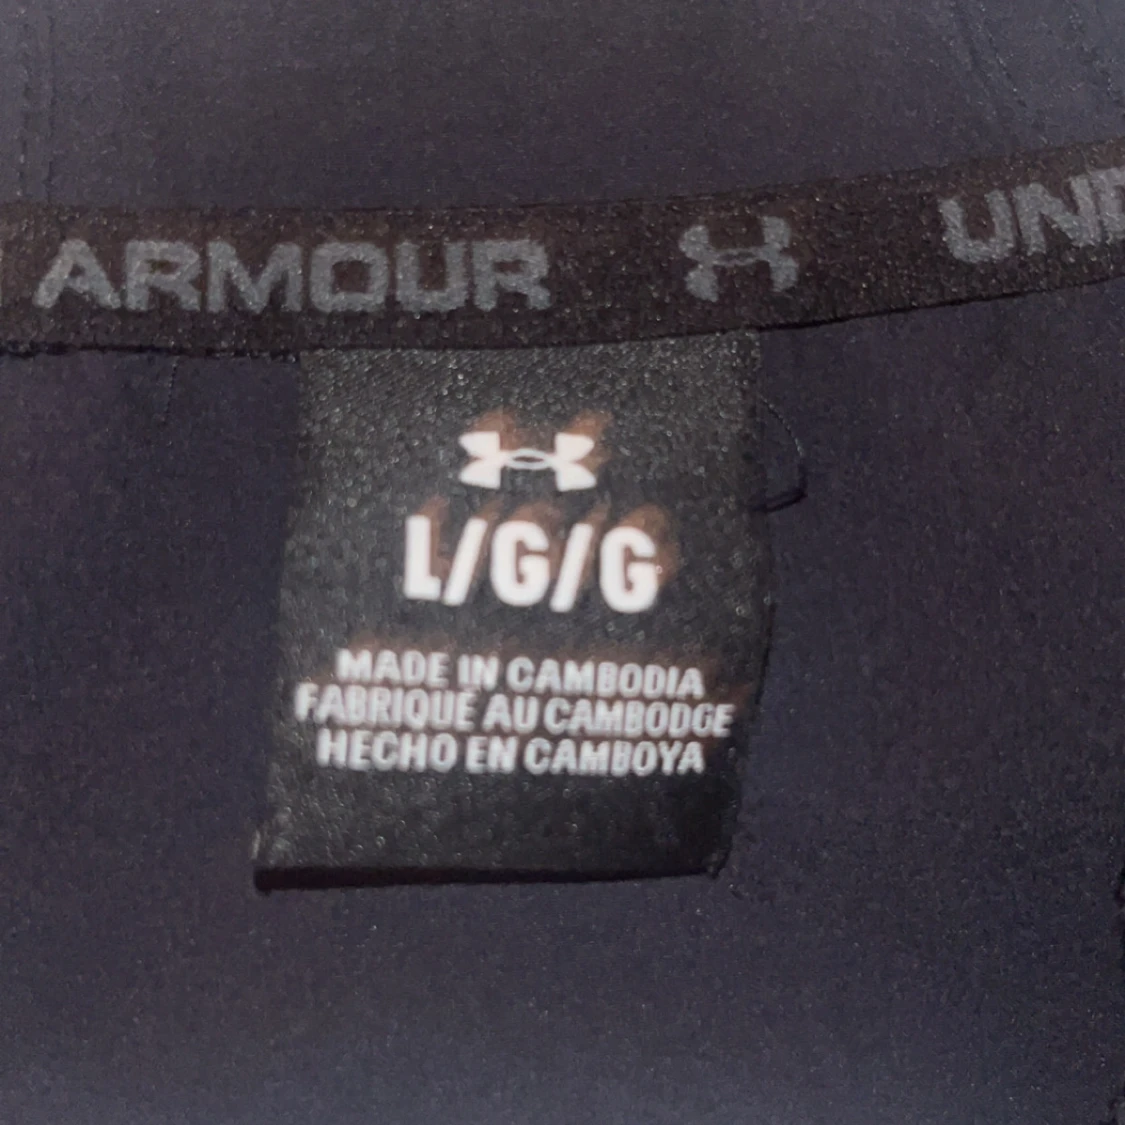 ARMOUR UND
L/G/G
MADE IN CAMBODIA
FABRIQUE AU CAMBODGE
HECHO EN CAMBOYA